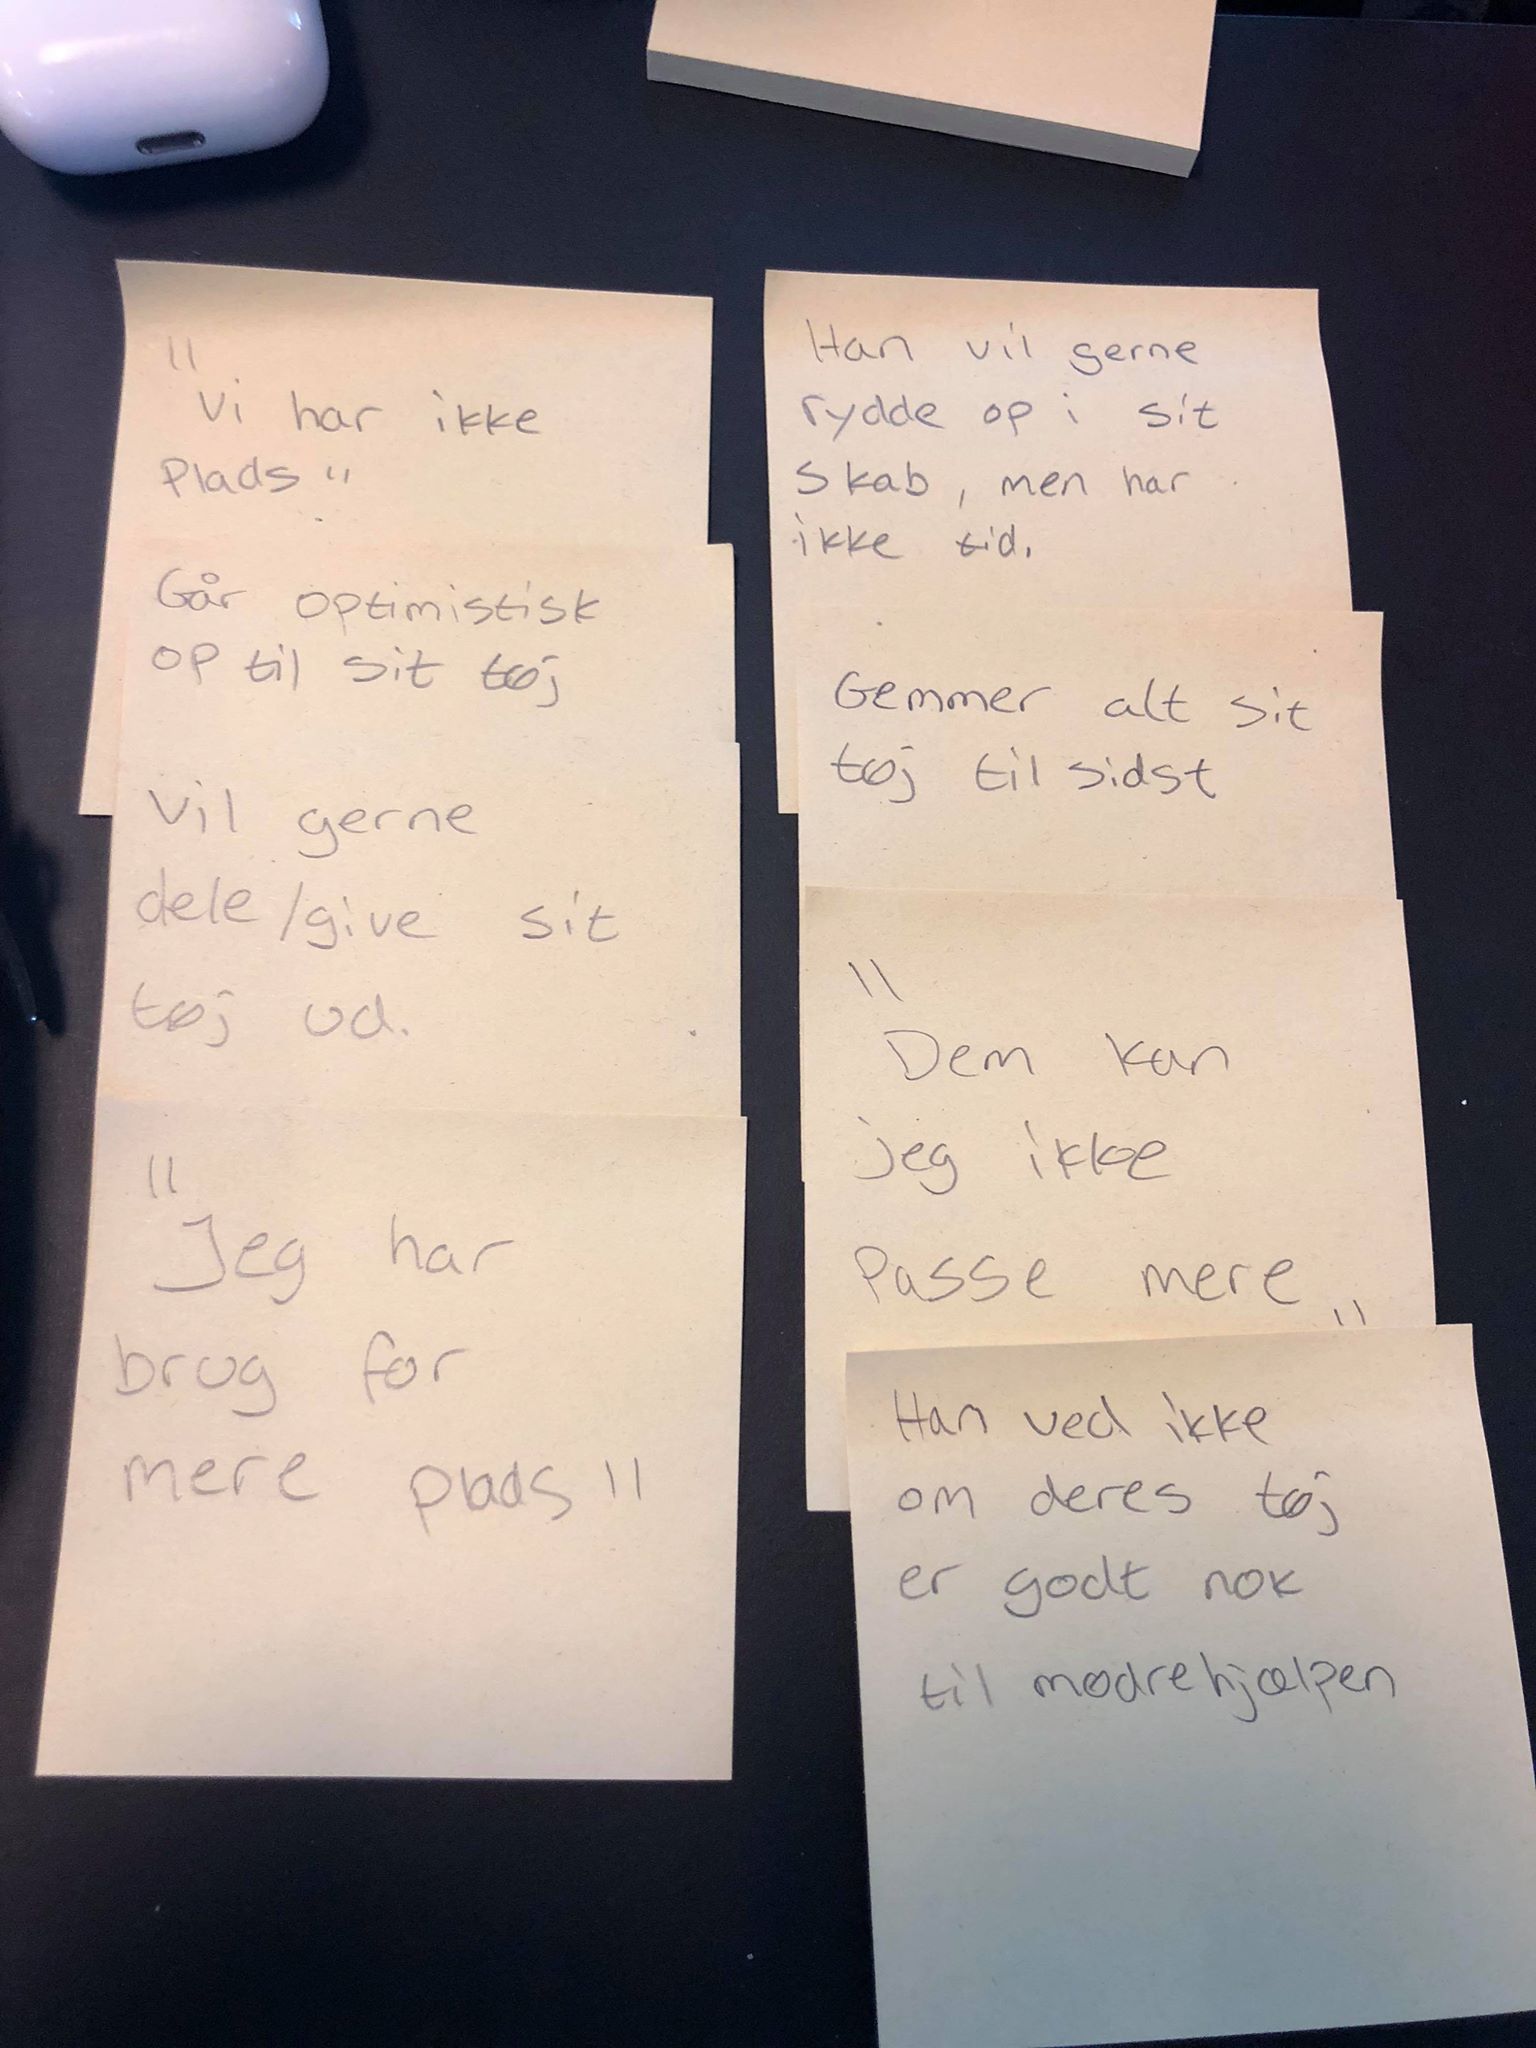 "Vi har ikke
Plads"
Går optimistisk
op til sit tøj
Vil gerne
dele/give sit
tøj ud.
"Jeg har
brug for
mere plads"
Han vil gerne
rydde op i sit
skab, men har
ikke tid.
Gemmer alt sit
tøj til sidst
"Dem kan
jeg ikke
Passe mere"
Han ved ikke
om deres tøj
er godt nok
til mødrehjælpen